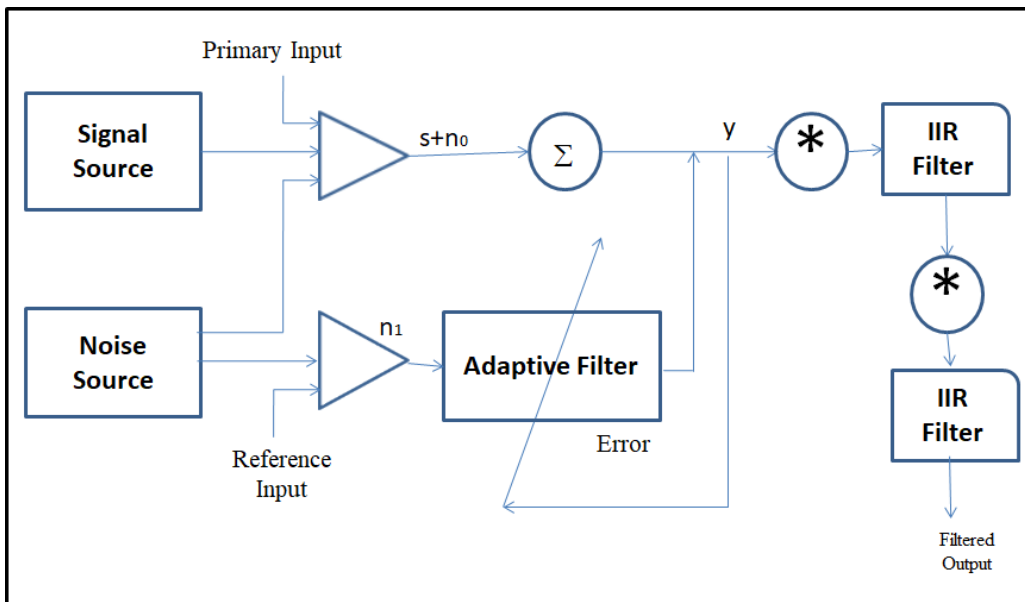 Primary Input
Signal
Source
s+n₀
Σ
y
*
IIR
Filter
*
Noise
Source
n₁
Adaptive Filter
IIR
Filter
Error
Reference
Input
Filtered
Output